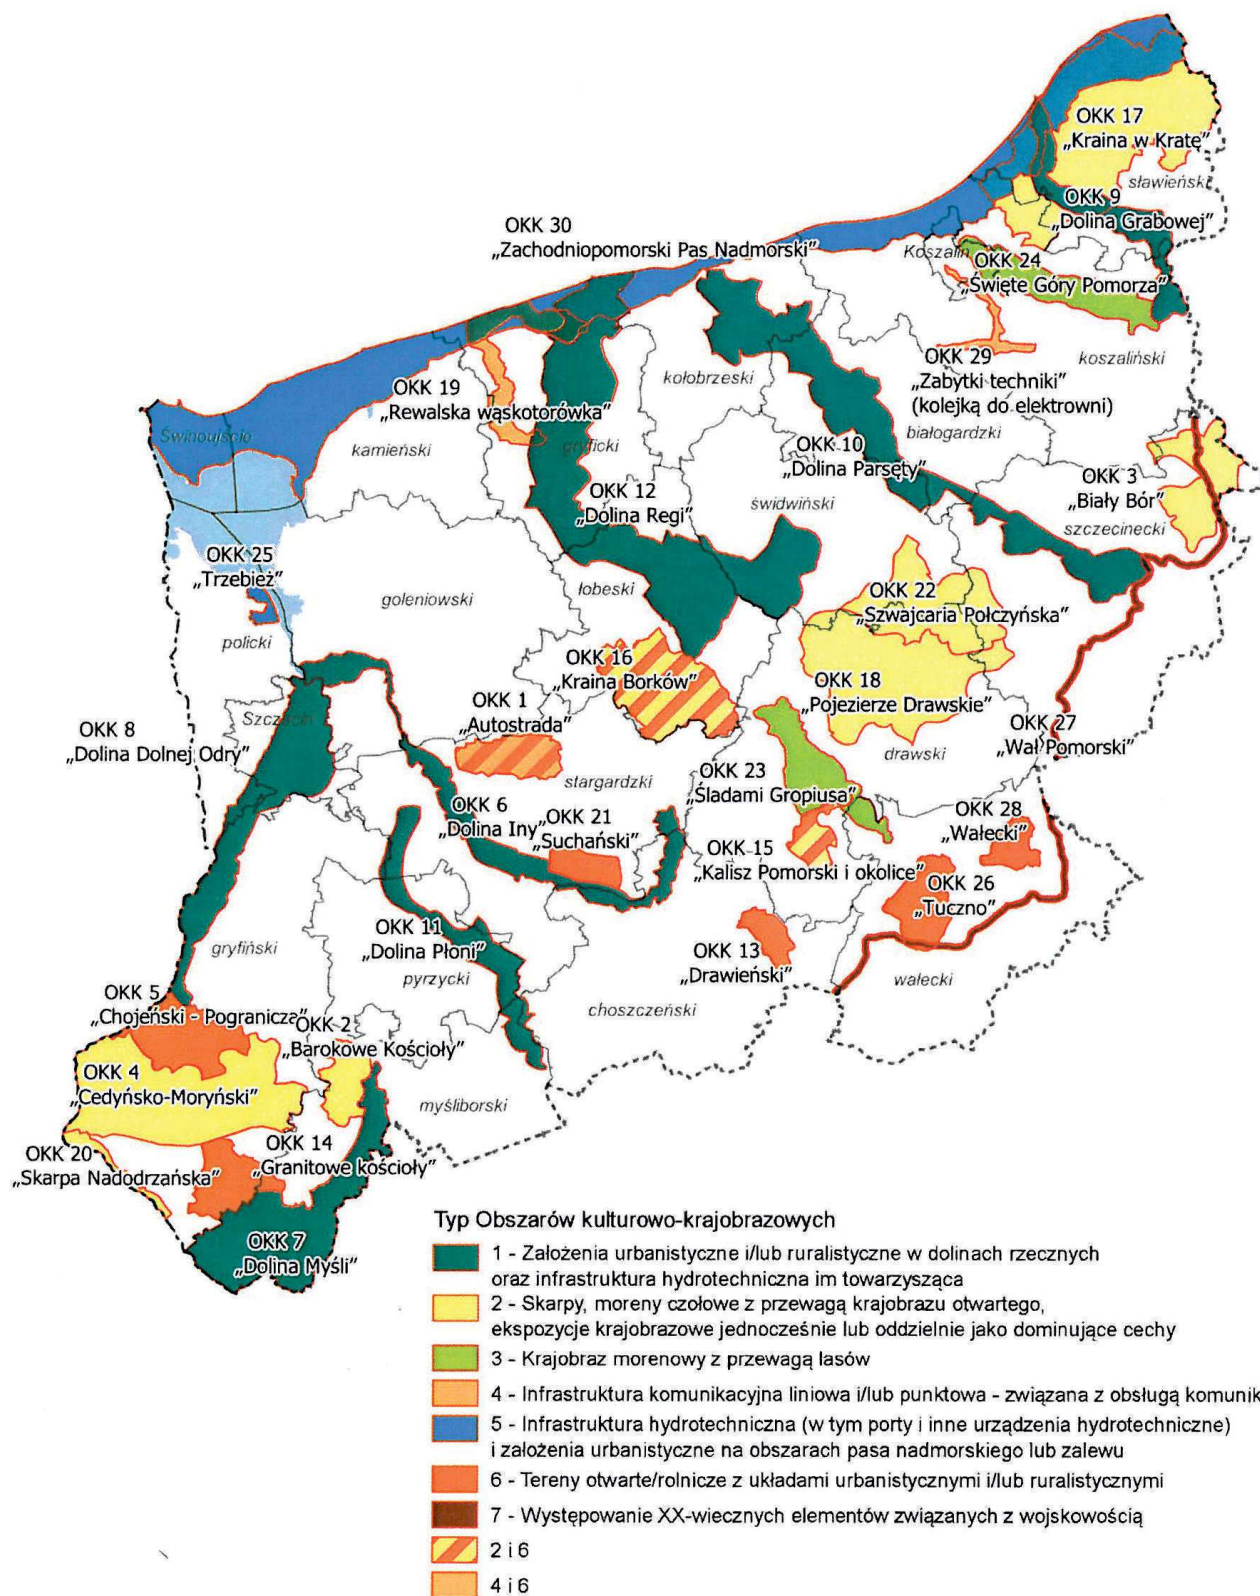 OKK 17
„Kraina w Kratę”
sławieński
OKK 9
„Dolina Grabowej”
OKK 30
„Zachodniopomorski Pas Nadmorski”
Koszalin
OKK 24
„Święte Góry Pomorza”
OKK 29
„Zabytki techniki”
(kolejką do elektrowni)
koszaliński
kołobrzeski
OKK 19
„Rewalska wąskotorówka”
Świnoujście
kamieński
gryficki
białogardzki
OKK 10
„Dolina Parsęty”
OKK 3
„Biały Bór”
OKK 12
„Dolina Regi”
świdwiński
szczecinecki
OKK 25
„Trzebież”
goleniowski
łobeski
OKK 22
„Szwajcaria Połczyńska”
policki
OKK 16
„Kraina Borków”
OKK 18
„Pojezierze Drawskie”
OKK 1
„Autostrada”
Szczecin
OKK 8
„Dolina Dolnej Odry”
OKK 27
„Wał Pomorski”
drawski
stargardzki
OKK 23
„Śladami Gropiusa”
OKK 6
„Dolina Iny”
OKK 21
„Suchański”
OKK 28
„Wałecki”
OKK 15
„Kalisz Pomorski i okolice”
OKK 26
„Tuczno”
OKK 11
„Dolina Płoni”
gryfiński
OKK 13
„Drawieński”
pyrzycki
wałecki
OKK 5
„Chojeński - Pogranicza”
choszczeński
OKK 2
„Barokowe Kościoły”
OKK 4
„Cedyńsko-Moryński”
myśliborski
OKK 20
„Skarpa Nadodrzańska”
OKK 14
„Granitowe kościoły”
OKK 7
„Dolina Myśli”
Typ Obszarów kulturowo-krajobrazowych
1 - Założenia urbanistyczne i/lub ruralistyczne w dolinach rzecznych
oraz infrastruktura hydrotechniczna im towarzysząca
2 - Skarpy, moreny czołowe z przewagą krajobrazu otwartego,
ekspozycje krajobrazowe jednocześnie lub oddzielnie jako dominujące cechy
3 - Krajobraz morenowy z przewagą lasów
4 - Infrastruktura komunikacyjna liniowa i/lub punktowa - związana z obsługą komunik
5 - Infrastruktura hydrotechniczna (w tym porty i inne urządzenia hydrotechniczne)
i założenia urbanistyczne na obszarach pasa nadmorskiego lub zalewu
6 - Tereny otwarte/rolnicze z układami urbanistycznymi i/lub ruralistycznymi
7 - Występowanie XX-wiecznych elementów związanych z wojskowością
2 i 6
4 i 6